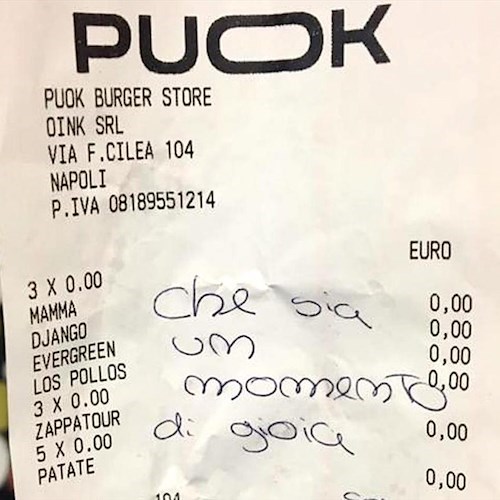 PUOK
PUOK BURGER STORE
OINK SRL
VIA F.CILEA 104
NAPOLI
P.IVA 08189551214
EURO
3 X 0.00
MAMMA 0,00
DJANGO 0,00
EVERGREEN 0,00
LOS POLLOS 0,00
3 X 0.00
ZAPPATOUR 0,00
5 X 0.00
PATATE 0,00
Che sia
un
momento
di gioia
104